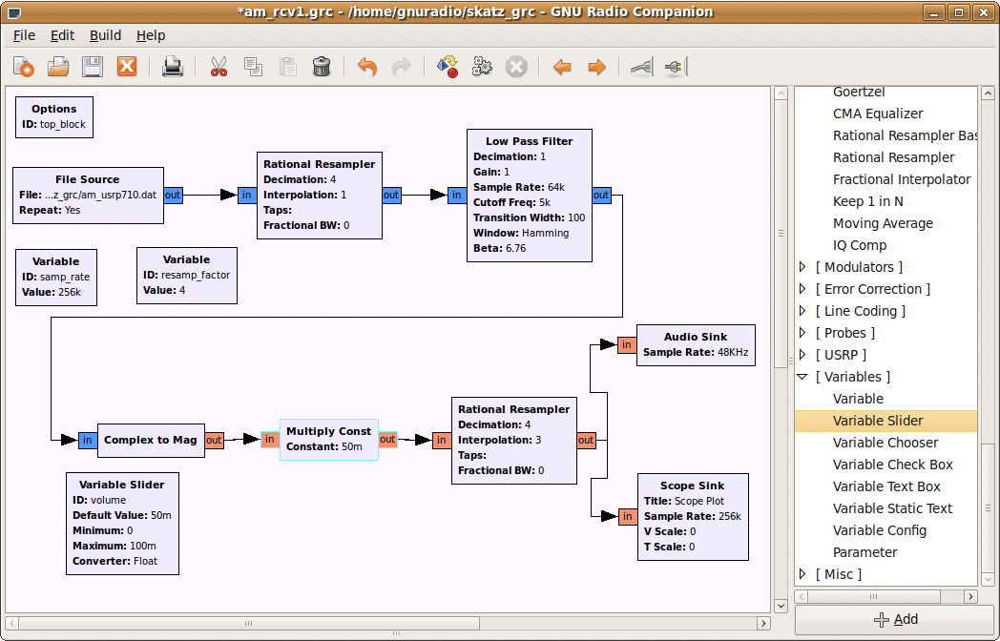 *am_rcv1.grc - /home/gnuradio/skatz_grc - GNU Radio Companion
File Edit Build Help
Options
ID: top_block
File Source
File: ...z_grc/am_usrp710.dat
Repeat: Yes
out
in
Rational Resampler
Decimation: 4
Interpolation: 1
Taps:
Fractional BW: 0
out
in
Low Pass Filter
Decimation: 1
Gain: 1
Sample Rate: 64k
Cutoff Freq: 5k
Transition Width: 100
Window: Hamming
Beta: 6.76
out
Variable
ID: samp_rate
Value: 256k
Variable
ID: resamp_factor
Value: 4
in
Complex to Mag
out
in
Multiply Const
Constant: 50m
out
in
Rational Resampler
Decimation: 4
Interpolation: 3
Taps:
Fractional BW: 0
out
in
Audio Sink
Sample Rate: 48KHz
in
Scope Sink
Title: Scope Plot
Sample Rate: 256k
V Scale: 0
T Scale: 0
Variable Slider
ID: volume
Default Value: 50m
Minimum: 0
Maximum: 100m
Converter: Float
Goertzel
CMA Equalizer
Rational Resampler Bas
Rational Resampler
Fractional Interpolator
Keep 1 in N
Moving Average
IQ Comp
[ Modulators ]
[ Error Correction ]
[ Line Coding ]
[ Probes ]
[ USRP ]
[ Variables ]
Variable
Variable Slider
Variable Chooser
Variable Check Box
Variable Text Box
Variable Static Text
Variable Config
Parameter
[ Misc ]
Add